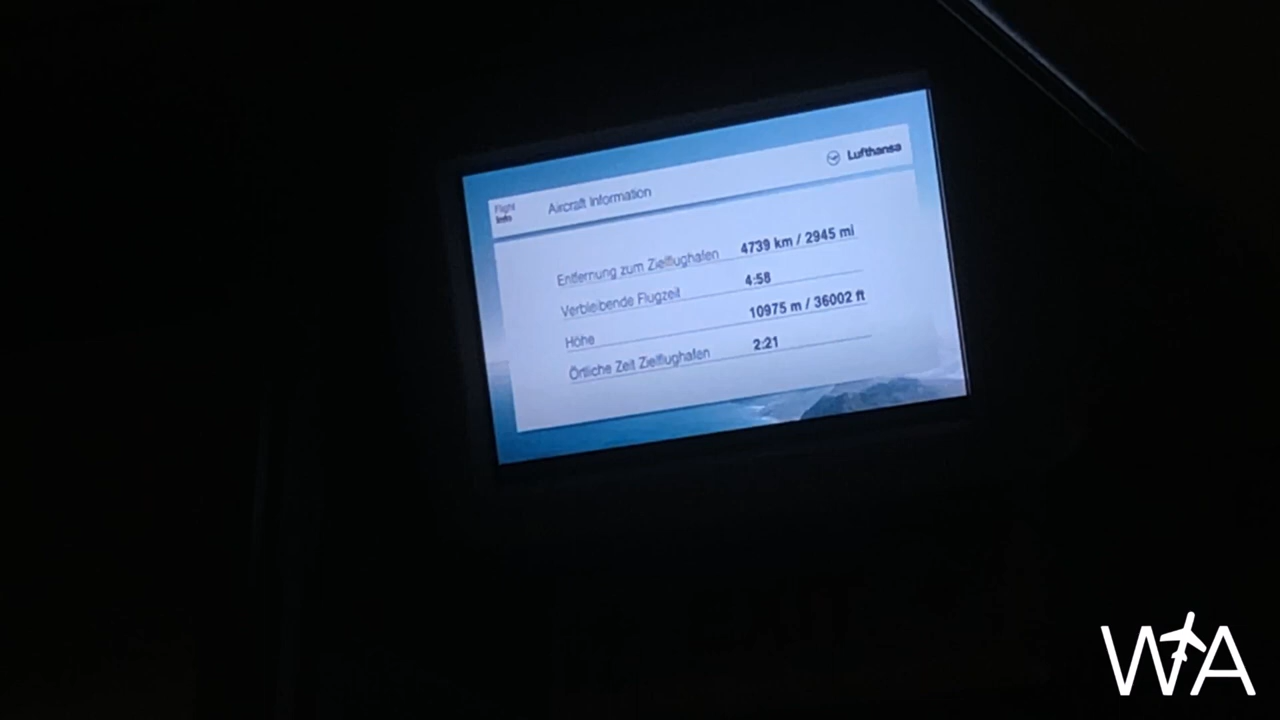 Flight
Info
Aircraft Information
Lufthansa
Entfernung zum Zielflughafen 4739 km / 2945 mi
Verbleibende Flugzeit 4:58
Höhe 10975 m / 36002 ft
Örtliche Zeit Zielflughafen 2:21
WA